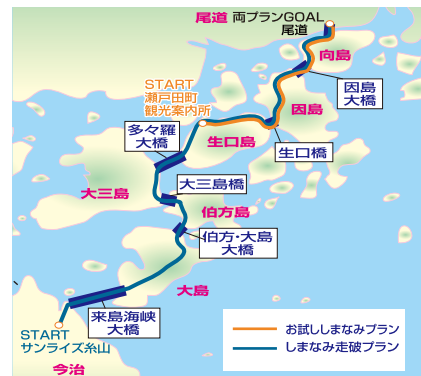 尾道 両プランGOAL
尾道
向島
因島
大橋
START
瀬戸田町
観光案内所
因島
多々羅
大橋
生口島
生口橋
大三島
大三島橋
伯方島
伯方・大島
大橋
大島
来島海峡
大橋
START
サンライズ糸山
今治
お試ししまなみプラン
しまなみ走破プラン